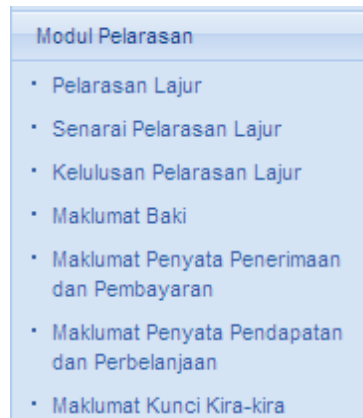 Modul Pelarasan
Pelarasan Lajur
Senarai Pelarasan Lajur
Kelulusan Pelarasan Lajur
Maklumat Baki
Maklumat Penyata Penerimaan
dan Pembayaran
Maklumat Penyata Pendapatan
dan Perbelanjaan
Maklumat Kunci Kira-kira